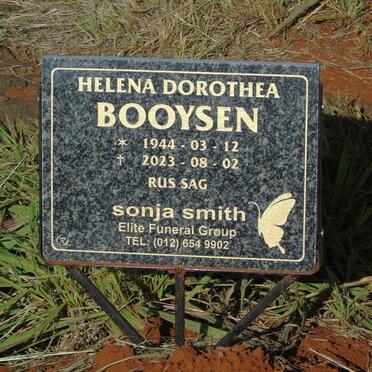 HELENA DOROTHEA
BOOYSEN
* 1944 - 03 - 12
† 2023 - 08 - 02
RUS SAG
sonja smith
Elite Funeral Group
TEL: (012) 654 9902